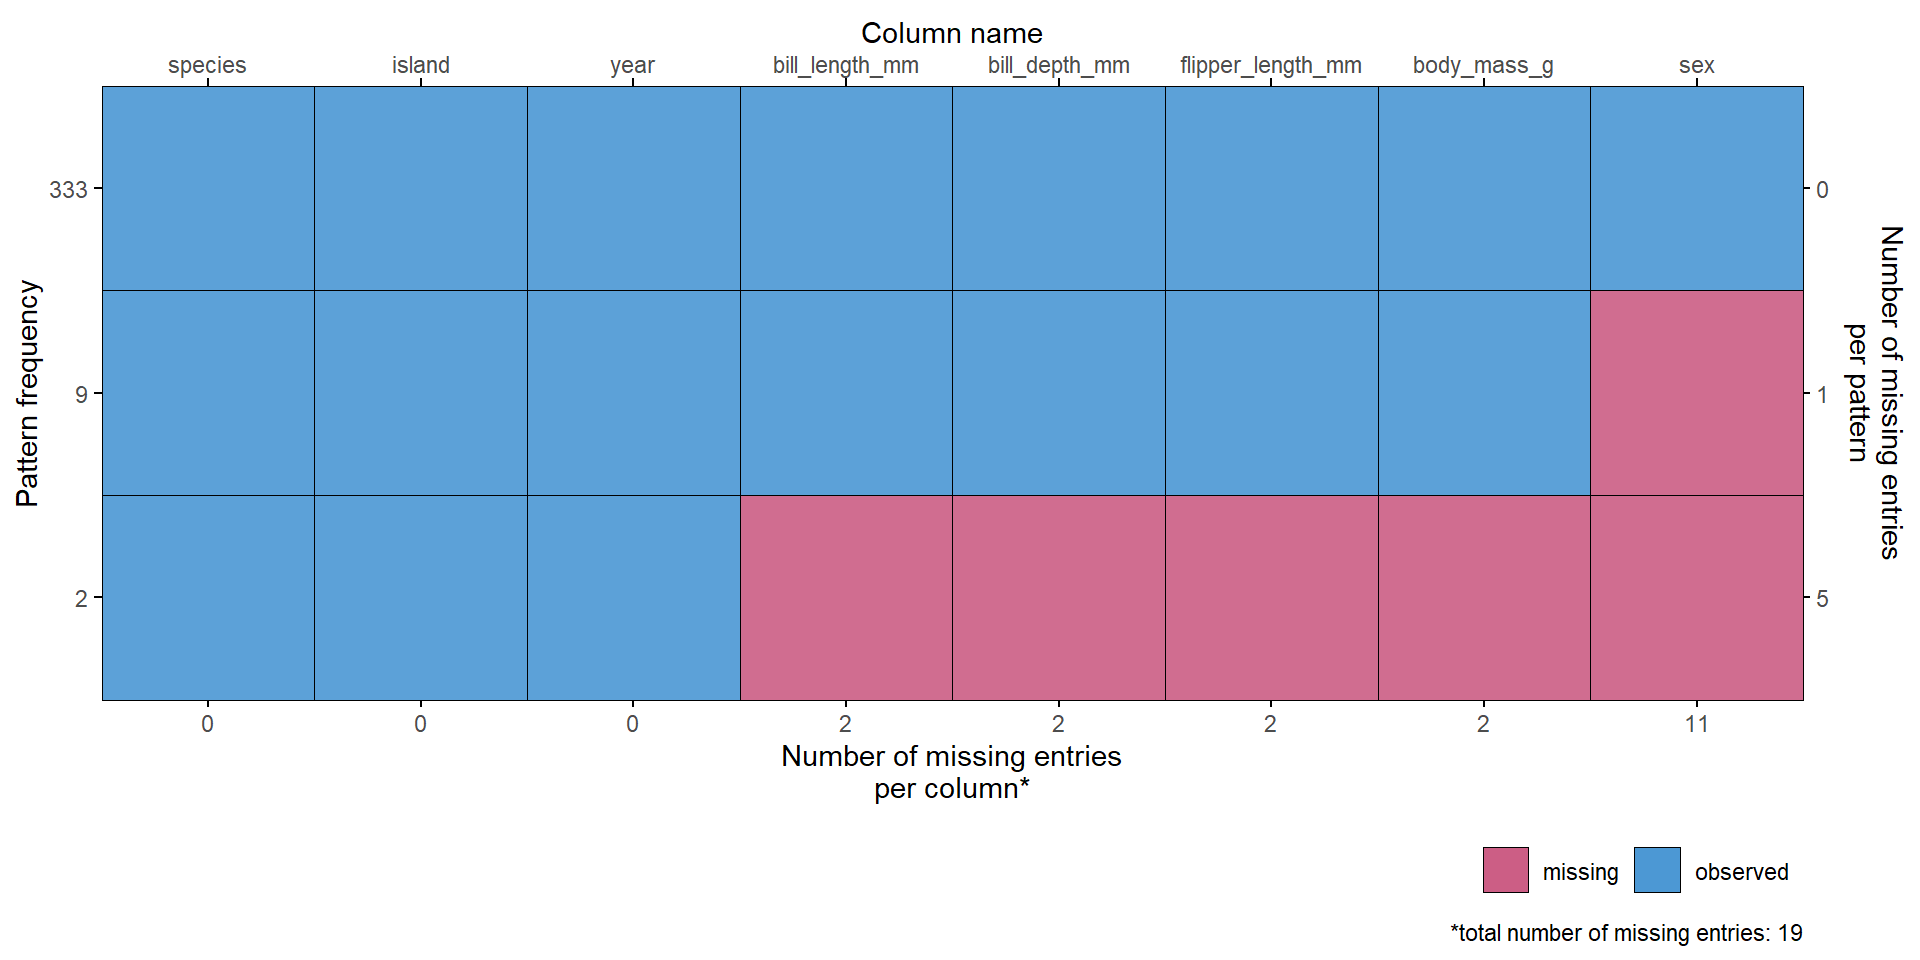 Column name
species island year bill_length_mm bill_depth_mm flipper_length_mm body_mass_g sex
Pattern frequency
333
9
2
0
1
5
Number of missing entries
per pattern
0 0 0 2 2 2 2 11
Number of missing entries
per column*
missing observed
*total number of missing entries: 19